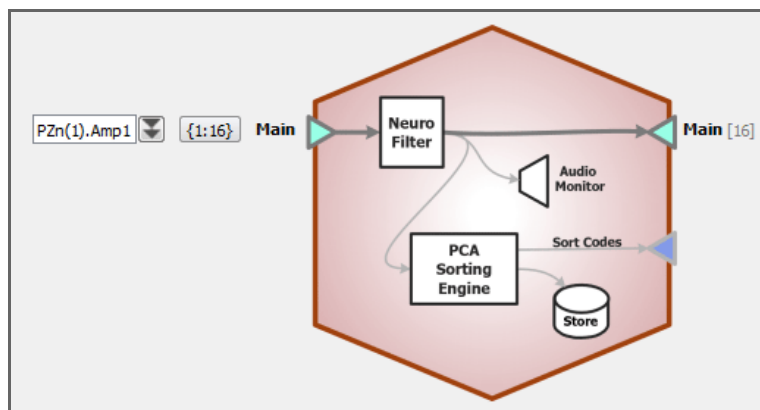 PZn(1).Amp1 {1:16} Main
Neuro
Filter
Main [16]
Audio
Monitor
PCA
Sorting
Engine
Sort Codes
Store